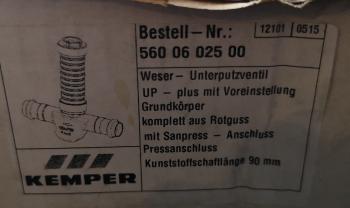 Bestell-Nr.: 12101 0515
560 06 025 00
Weser- Unterputzventil
UP - plus mit Voreinstellung
Grundkörper
komplett aus Rotguss
mit Sanpress - Anschluss
Pressanschluss
Kunststoffschaftlänge 90 mm
KEMPER